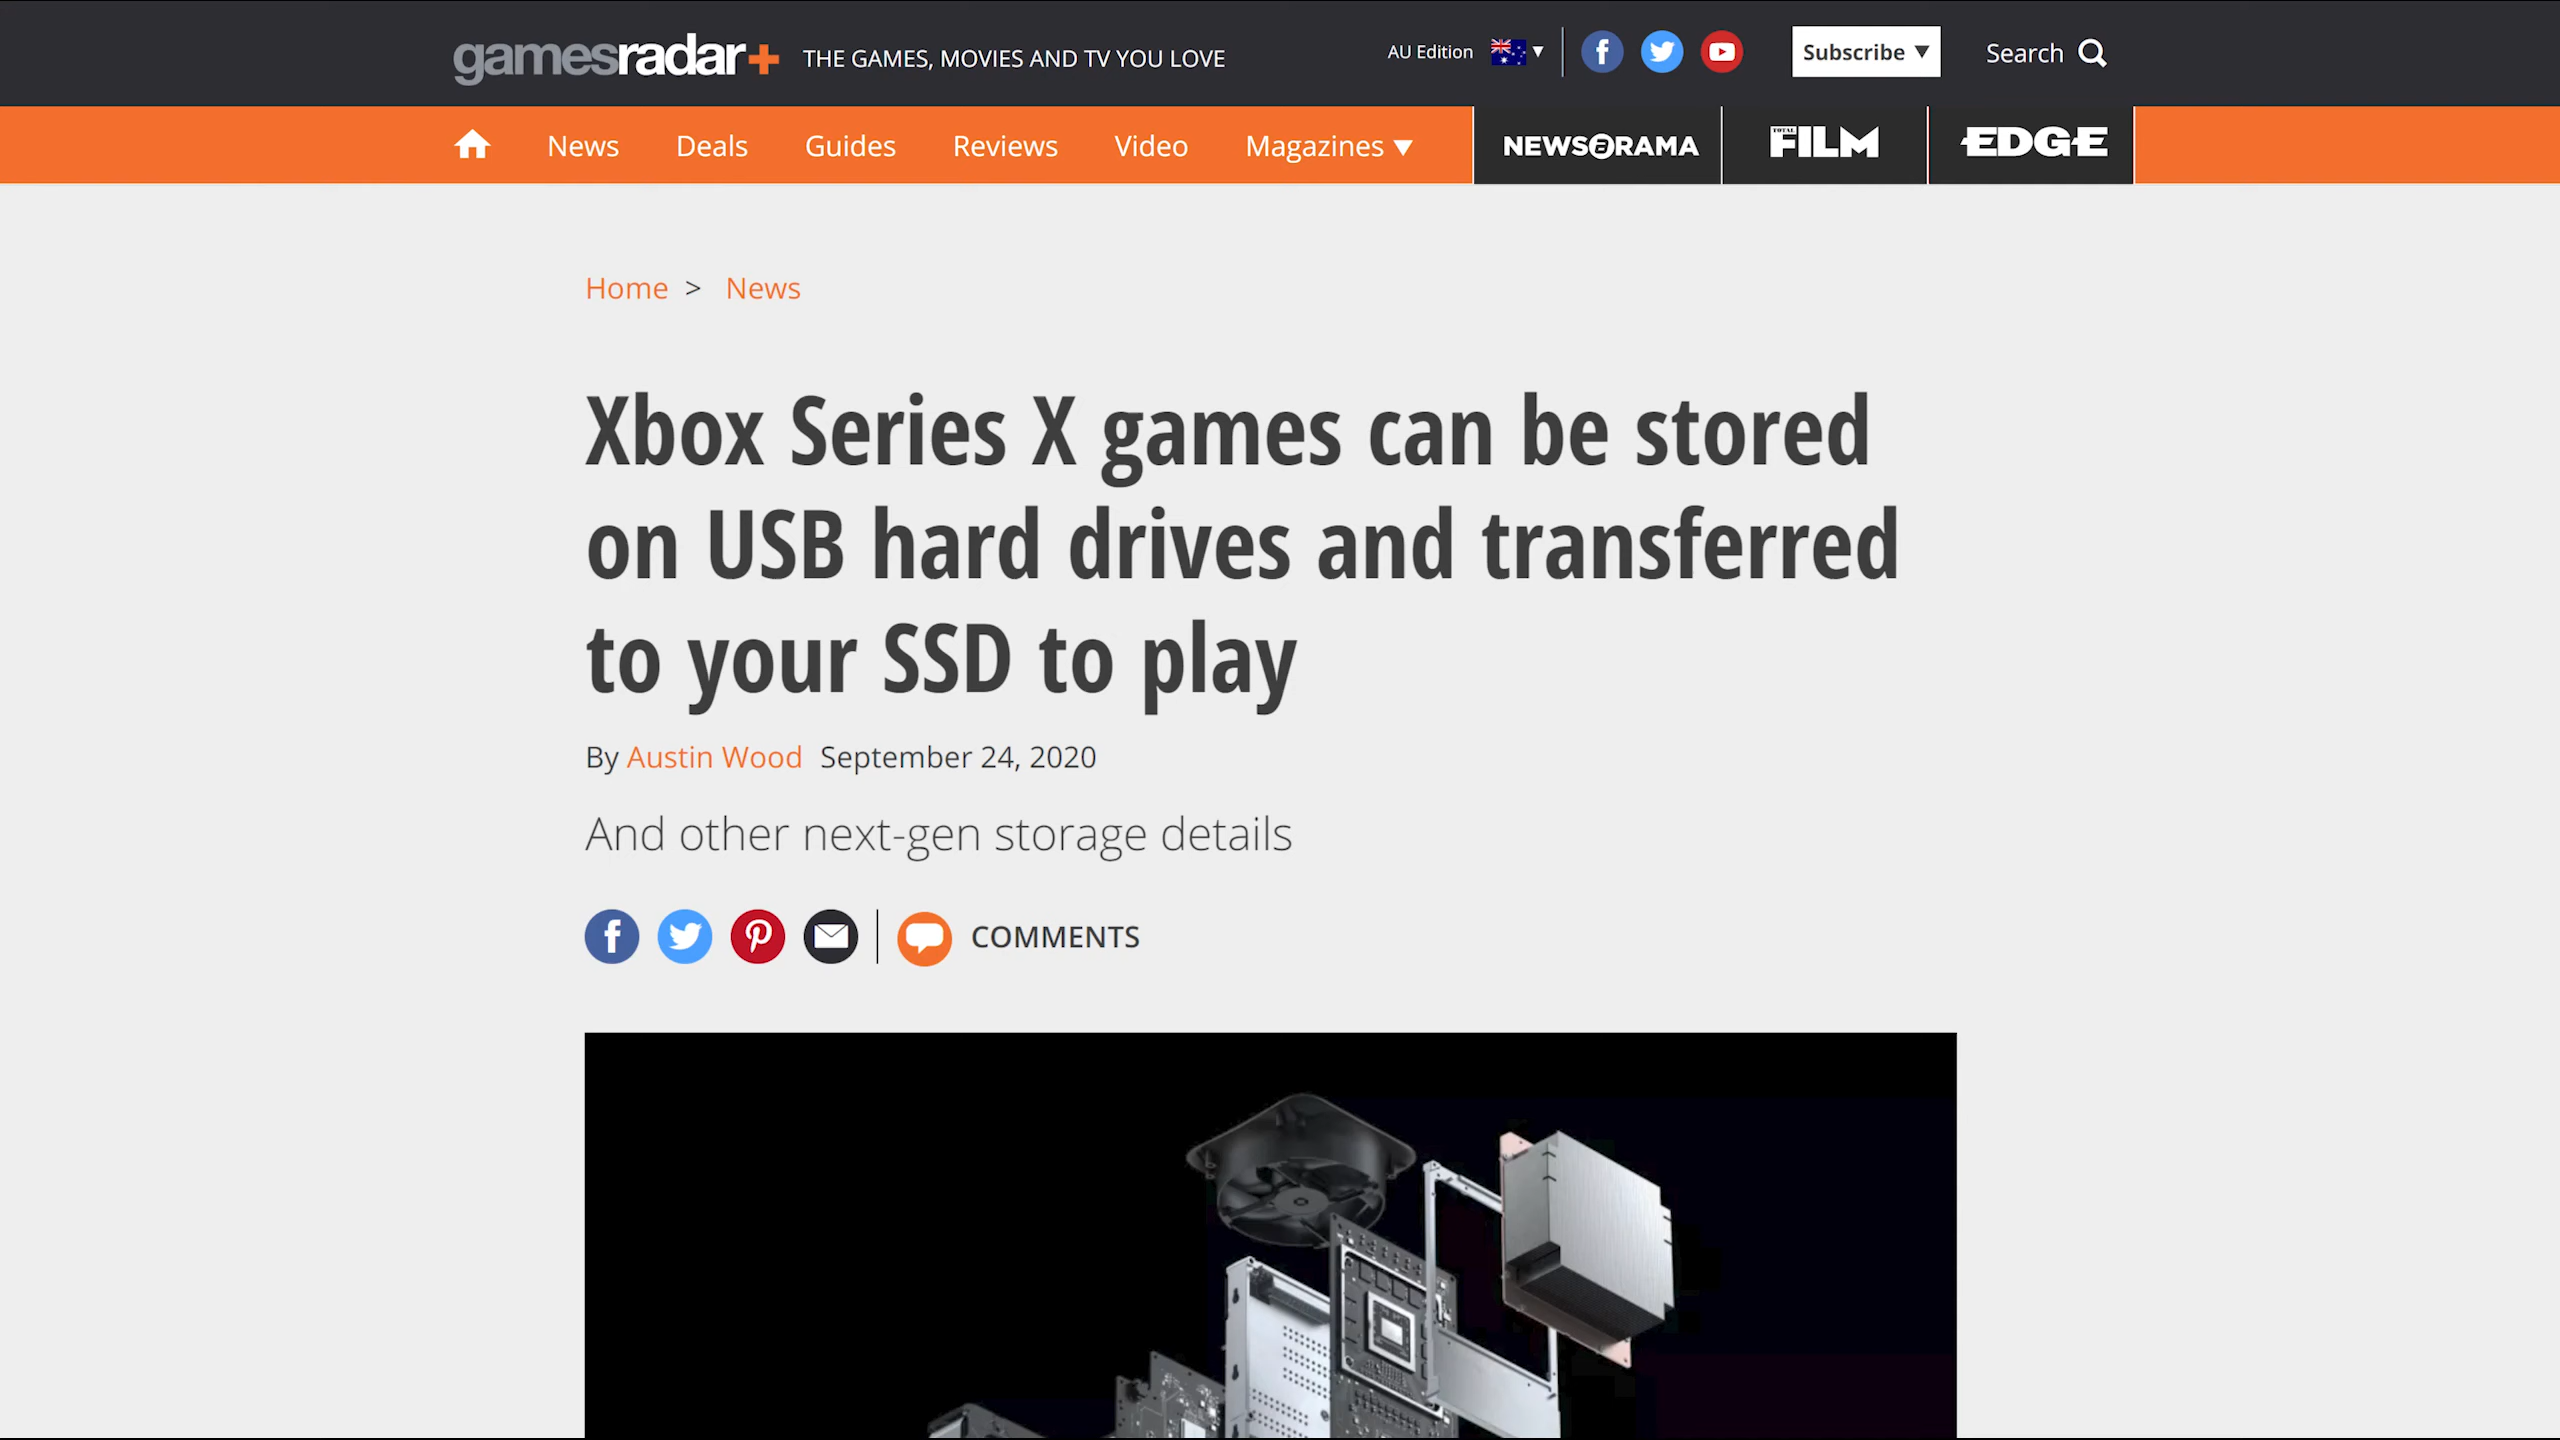 gamesradar+ THE GAMES, MOVIES AND TV YOU LOVE AU Edition Subscribe Search
News Deals Guides Reviews Video Magazines NEWSaRAMA TOTAL FILM EDGE
Home > News
Xbox Series X games can be stored
on USB hard drives and transferred
to your SSD to play
By Austin Wood September 24, 2020
And other next-gen storage details
COMMENTS